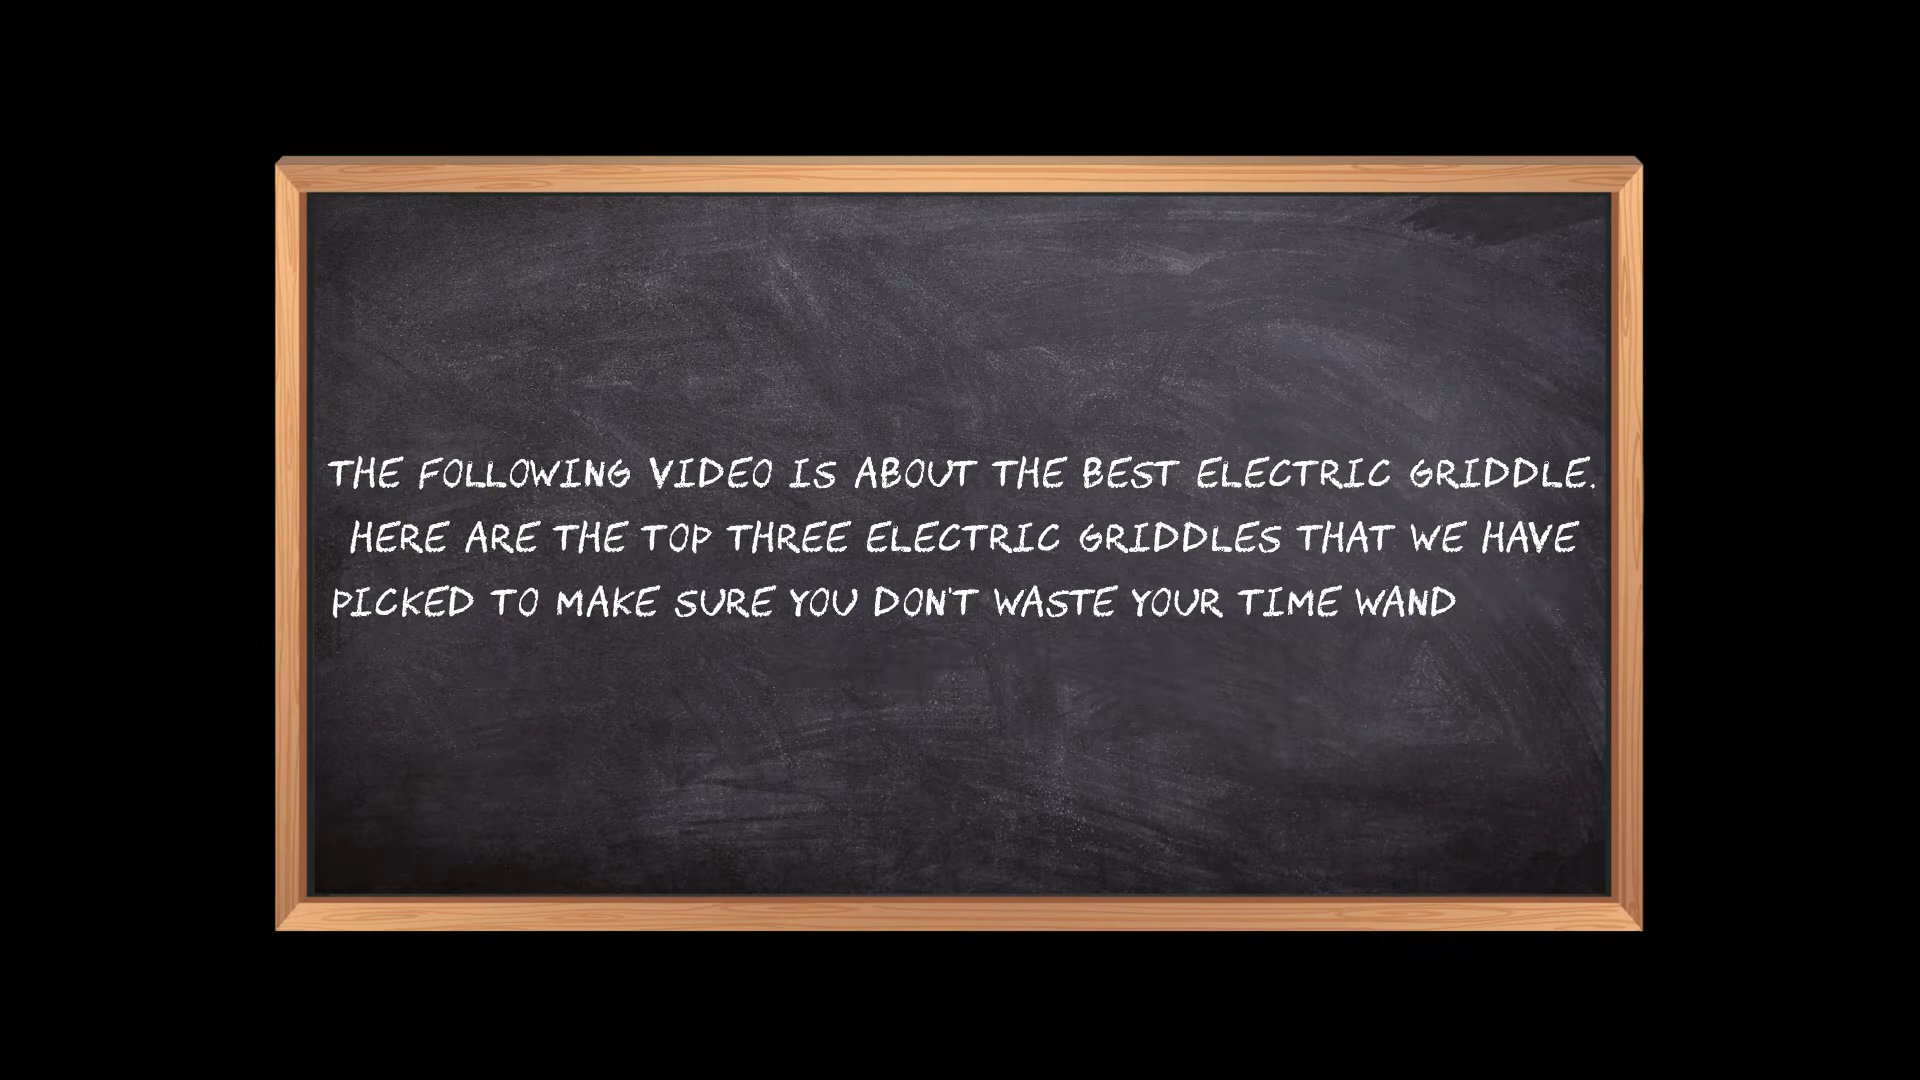 THE FOLLOWING VIDEO IS ABOUT THE BEST ELECTRIC GRIDDLE.
HERE ARE THE TOP THREE ELECTRIC GRIDDLES THAT WE HAVE
PICKED TO MAKE SURE YOU DON'T WASTE YOUR TIME WAND